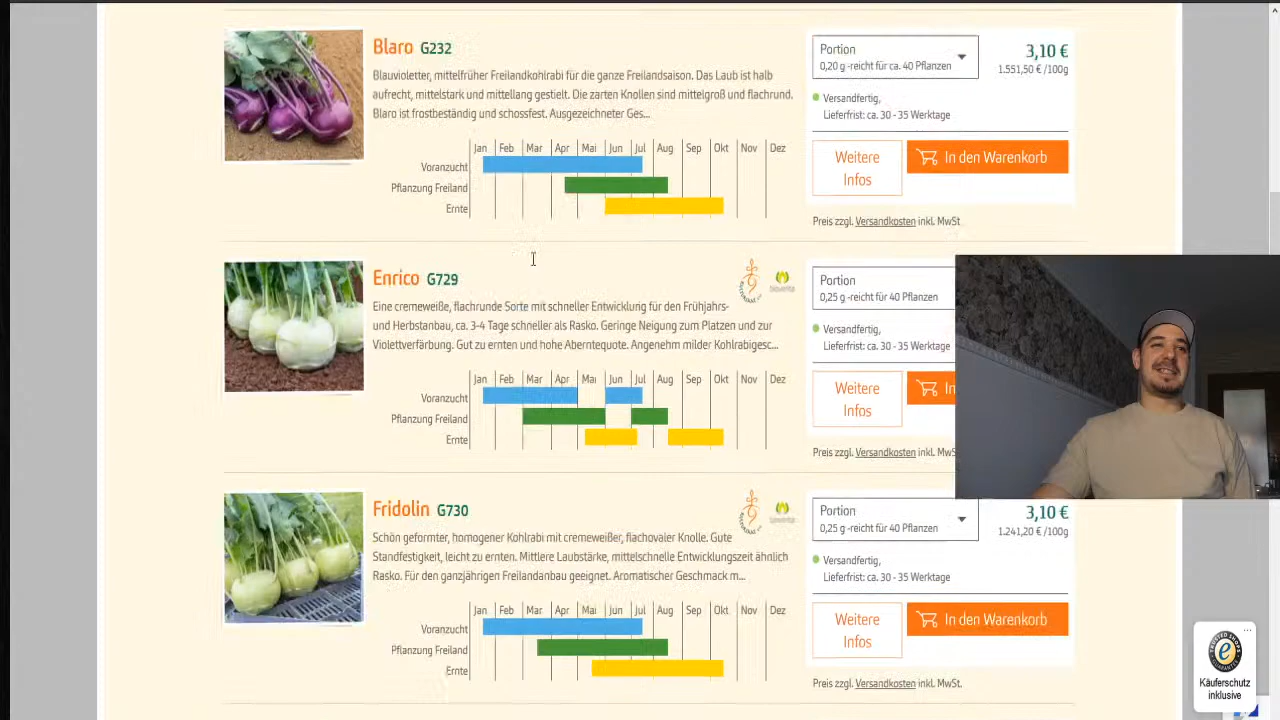 Blaro G232
Blauvioletter, mittelfrüher Freilandkohlrabi für die ganze Freilandsaison. Das Laub ist halb
aufrecht, mittelstark und mittellang gestielt. Die zarten Knollen sind mittelgroß und flachrund.
Blaro ist frostbeständig und schossfest. Ausgezeichneter Ges...
Jan Feb Mar Apr Mai Jun Jul Aug Sep Okt Nov Dez
Voranzucht
Pflanzung Freiland
Ernte
Portion
0,20 g -reicht für ca. 40 Pflanzen
3,10 €
1.551,50 € /100g
Versandfertig,
Lieferfrist: ca. 30 - 35 Werktage
Weitere
Infos
In den Warenkorb
Preis zzgl. Versandkosten inkl. MwSt
Enrico G729
Eine cremeweiße, flachrunde Sorte mit schneller Entwicklung für den Frühjahrs-
und Herbstanbau, ca. 3-4 Tage schneller als Rasko. Geringe Neigung zum Platzen und zur
Violettverfärbung. Gut zu ernten und hohe Aberntequote. Angenehm milder Kohlrabigesc...
Jan Feb Mar Apr Mai Jun Jul Aug Sep Okt Nov Dez
Voranzucht
Pflanzung Freiland
Ernte
Portion
0,25 g -reicht für 40 Pflanzen
Versandfertig,
Lieferfrist: ca. 30 - 35 Werktage
Weitere
Infos
In
Preis zzgl. Versandkosten inkl. MwS
Fridolin G730
Schön geformter, homogener Kohlrabi mit cremeweißer, flachovaler Knolle. Gute
Standfestigkeit, leicht zu ernten. Mittlere Laubstärke, mittelschnelle Entwicklungszeit ähnlich
Rasko. Für den ganzjährigen Freilandanbau geeignet. Aromatischer Geschmack m...
Jan Feb Mar Apr Mai Jun Jul Aug Sep Okt Nov Dez
Voranzucht
Pflanzung Freiland
Ernte
Portion
0,25 g -reicht für 40 Pflanzen
3,10 €
1.241,20 € /100g
Versandfertig,
Lieferfrist: ca. 30 - 35 Werktage
Weitere
Infos
In den Warenkorb
Preis zzgl. Versandkosten inkl. MwSt.
Käuferschutz
inklusive